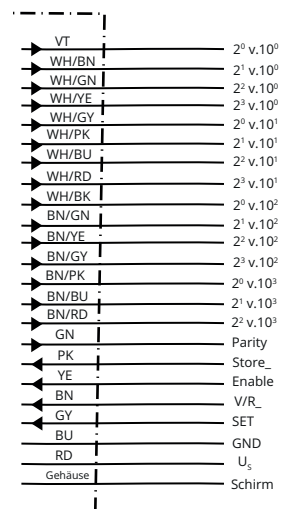 VT 2⁰ v.10⁰
WH/BN 2¹ v.10⁰
WH/GN 2² v.10⁰
WH/YE 2³ v.10⁰
WH/GY 2⁰ v.10¹
WH/PK 2¹ v.10¹
WH/BU 2² v.10¹
WH/RD 2³ v.10¹
WH/BK 2⁰ v.10²
BN/GN 2¹ v.10²
BN/YE 2² v.10²
BN/GY 2³ v.10²
BN/PK 2⁰ v.10³
BN/BU 2¹ v.10³
BN/RD 2² v.10³
GN Parity
PK Store_
YE Enable
BN V/R_
GY SET
BU GND
RD Uₛ
Gehäuse Schirm